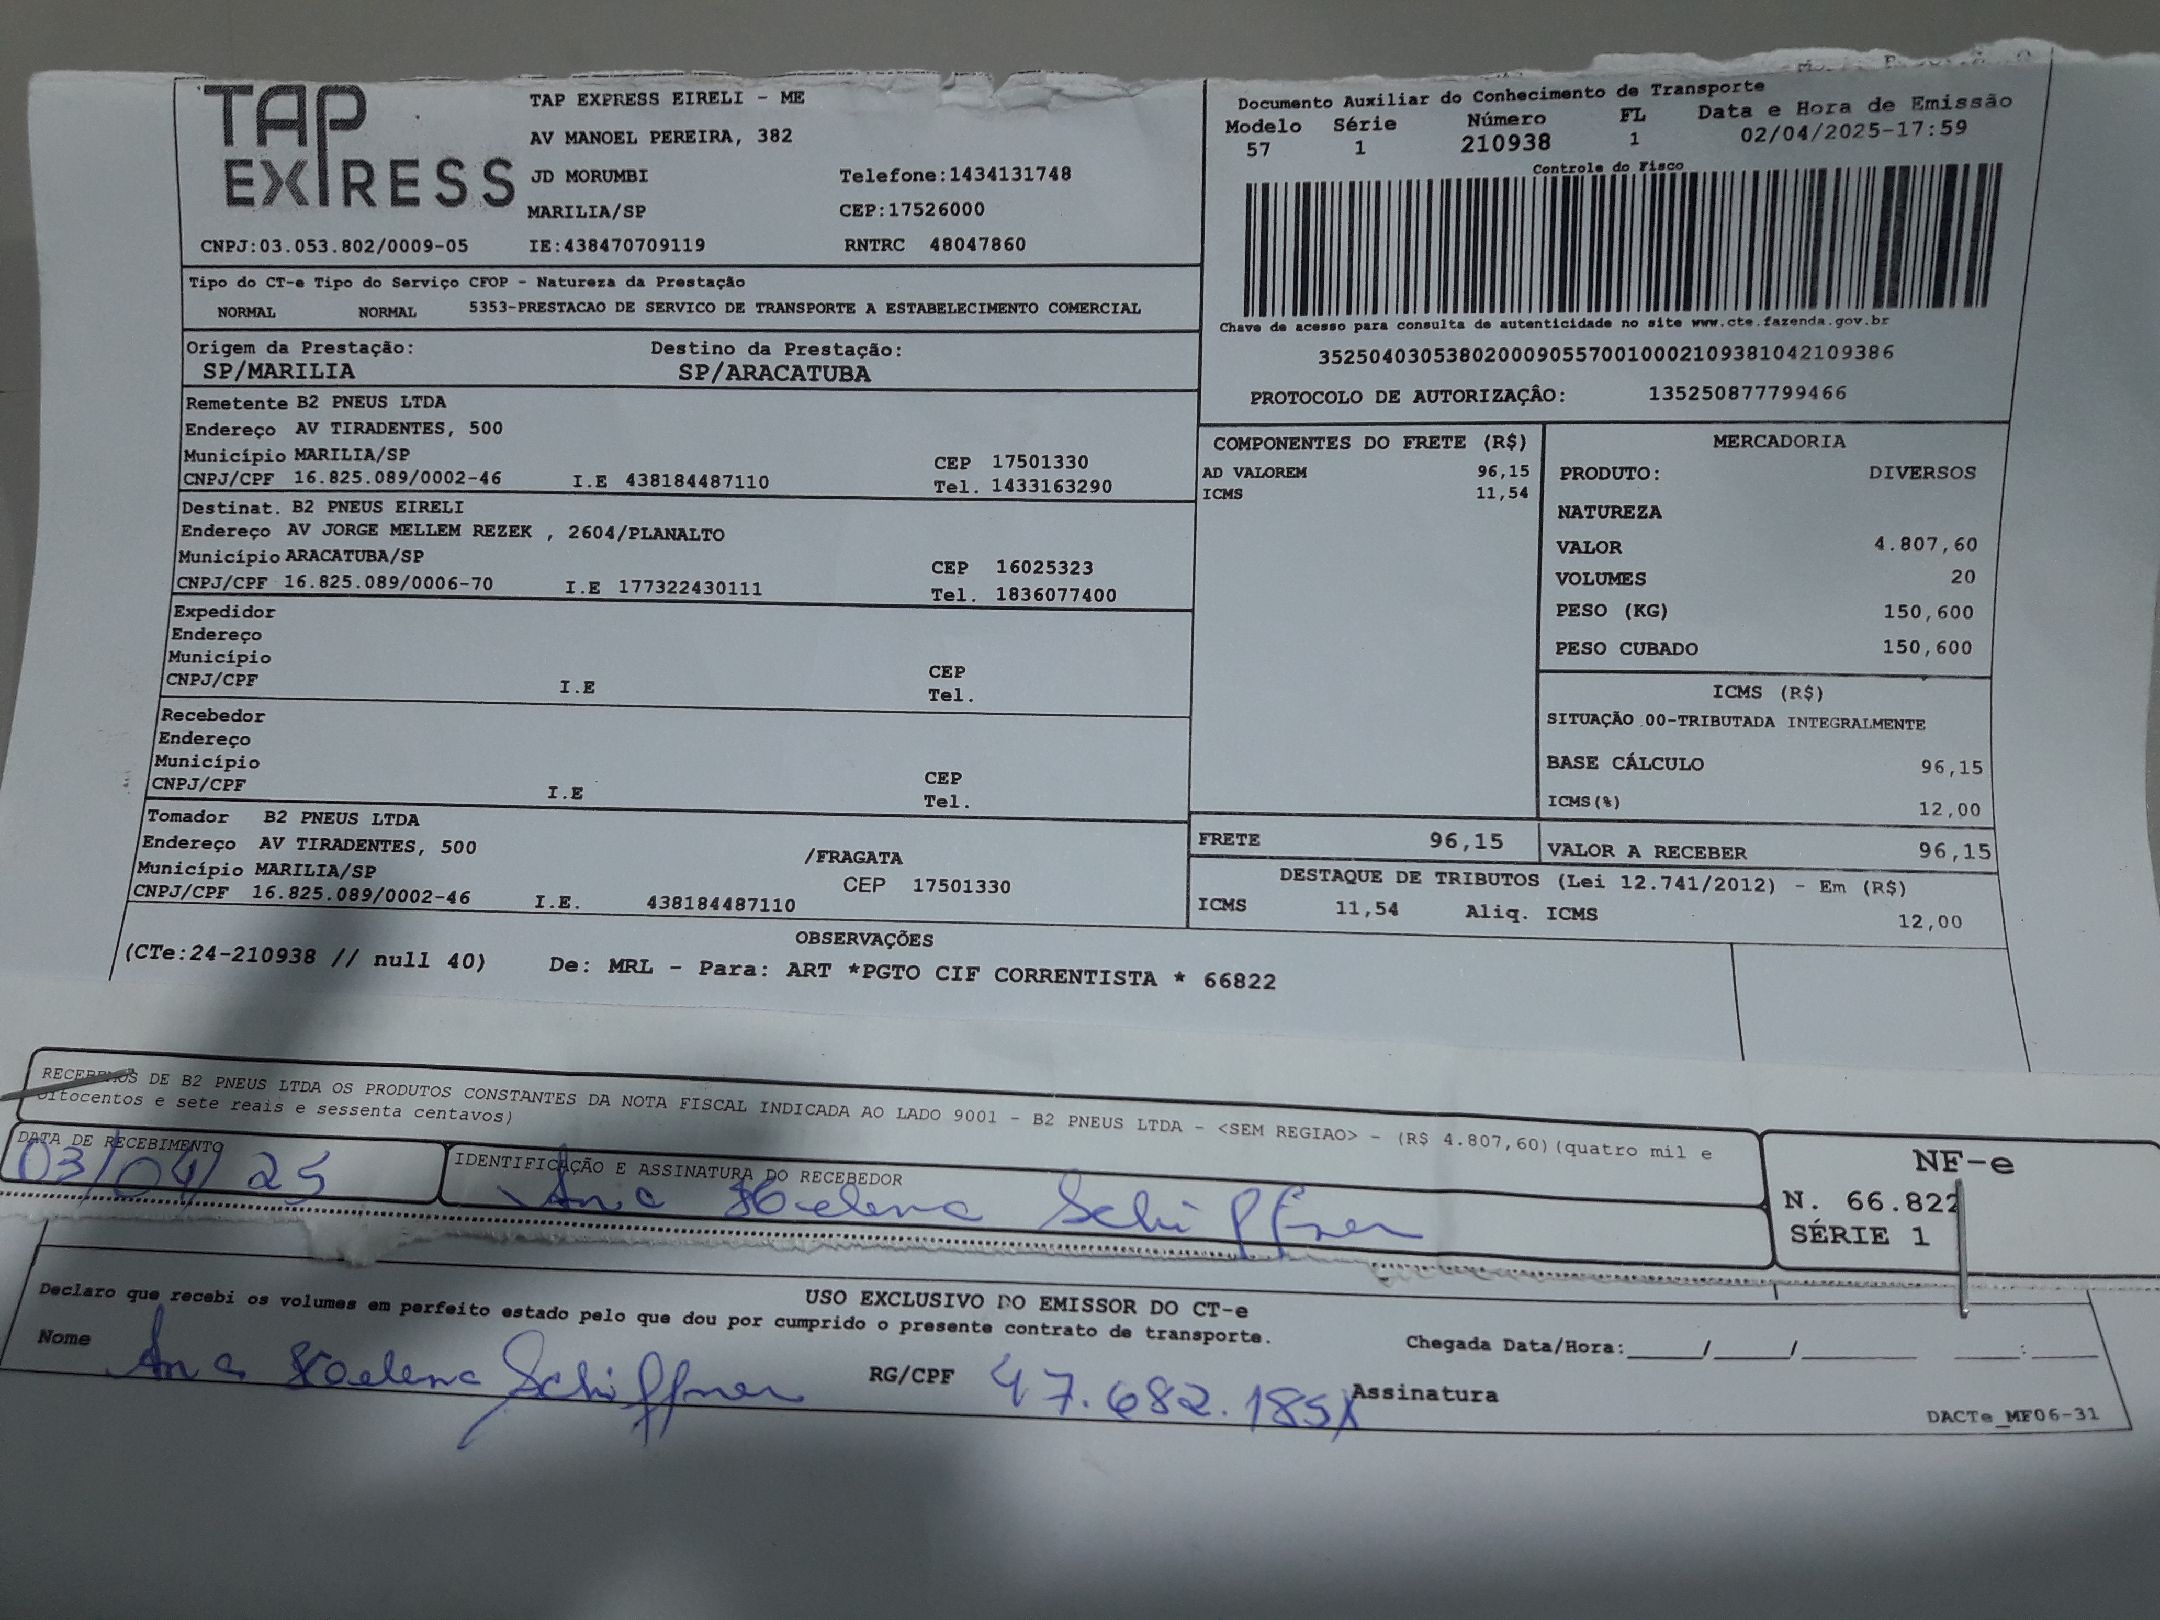 TAP
EXPRESS
TAP EXPRESS EIRELI - ME
AV MANOEL PEREIRA, 382
JD MORUMBI Telefone:1434131748
MARILIA/SP CEP:17526000
CNPJ:03.053.802/0009-05 IE:438470709119 RNTRC 48047860
Documento Auxiliar do Conhecimento de Transporte
Modelo Série Número FL Data e Hora de Emissão
57 1 210938 1 02/04/2025-17:59
Controle do Fisco
Chave de acesso para consulta de autenticidade no site www.cte.fazenda.gov.br
35250403053802000905570010002109381042109386
PROTOCOLO DE AUTORIZAÇÂO: 135250877799466
Tipo do CT-e Tipo do Serviço CFOP - Natureza da Prestação
NORMAL NORMAL 5353-PRESTACAO DE SERVICO DE TRANSPORTE A ESTABELECIMENTO COMERCIAL
Origem da Prestação: Destino da Prestação:
SP/MARILIA SP/ARACATUBA
Remetente B2 PNEUS LTDA
Endereço AV TIRADENTES, 500
Município MARILIA/SP CEP 17501330
CNPJ/CPF 16.825.089/0002-46 I.E 438184487110 Tel. 1433163290
Destinat. B2 PNEUS EIRELI
Endereço AV JORGE MELLEM REZEK , 2604/PLANALTO
Município ARACATUBA/SP CEP 16025323
CNPJ/CPF 16.825.089/0006-70 I.E 177322430111 Tel. 1836077400
Expedidor
Endereço
Município CEP
CNPJ/CPF I.E Tel.
Recebedor
Endereço
Município CEP
CNPJ/CPF I.E Tel.
Tomador B2 PNEUS LTDA
Endereço AV TIRADENTES, 500 /FRAGATA
Município MARILIA/SP CEP 17501330
CNPJ/CPF 16.825.089/0002-46 I.E. 438184487110
COMPONENTES DO FRETE (R$)
AD VALOREM 96,15
ICMS 11,54
MERCADORIA
PRODUTO: DIVERSOS
NATUREZA
VALOR 4.807,60
VOLUMES 20
PESO (KG) 150,600
PESO CUBADO 150,600
ICMS (R$)
SITUAÇÃO 00-TRIBUTADA INTEGRALMENTE
BASE CÁLCULO 96,15
ICMS(%) 12,00
FRETE 96,15 VALOR A RECEBER 96,15
DESTAQUE DE TRIBUTOS (Lei 12.741/2012) - Em (R$)
ICMS 11,54 Aliq. ICMS 12,00
OBSERVAÇÕES
(CTe:24-210938 // null 40) De: MRL - Para: ART *PGTO CIF CORRENTISTA * 66822
RECEBEMOS DE B2 PNEUS LTDA OS PRODUTOS CONSTANTES DA NOTA FISCAL INDICADA AO LADO 9001 - B2 PNEUS LTDA - <SEM REGIAO> - (R$ 4.807,60)(quatro mil e
oitocentos e sete reais e sessenta centavos)
DATA DE RECEBIMENTO
03/04/25
IDENTIFICAÇÃO E ASSINATURA DO RECEBEDOR
Ana Helena Schiffner
NF-e
N. 66.822
SÉRIE 1
USO EXCLUSIVO DO EMISSOR DO CT-e
Declaro que recebi os volumes em perfeito estado pelo que dou por cumprido o presente contrato de transporte.
Nome Ana Helena Schiffner RG/CPF 47.682.185X Assinatura
Chegada Data/Hora:____/____/______ ____:____
DACTe_MF06-31